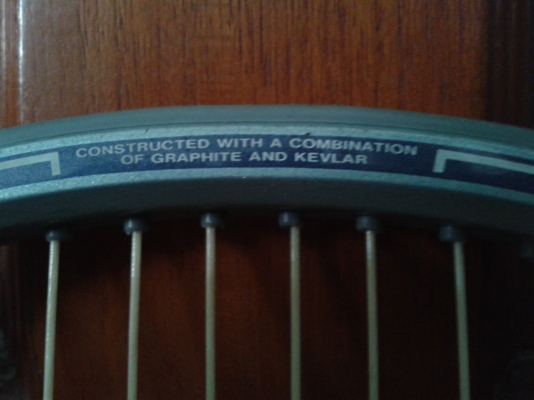 CONSTRUCTED WITH A COMBINATION
OF GRAPHITE AND KEVLAR